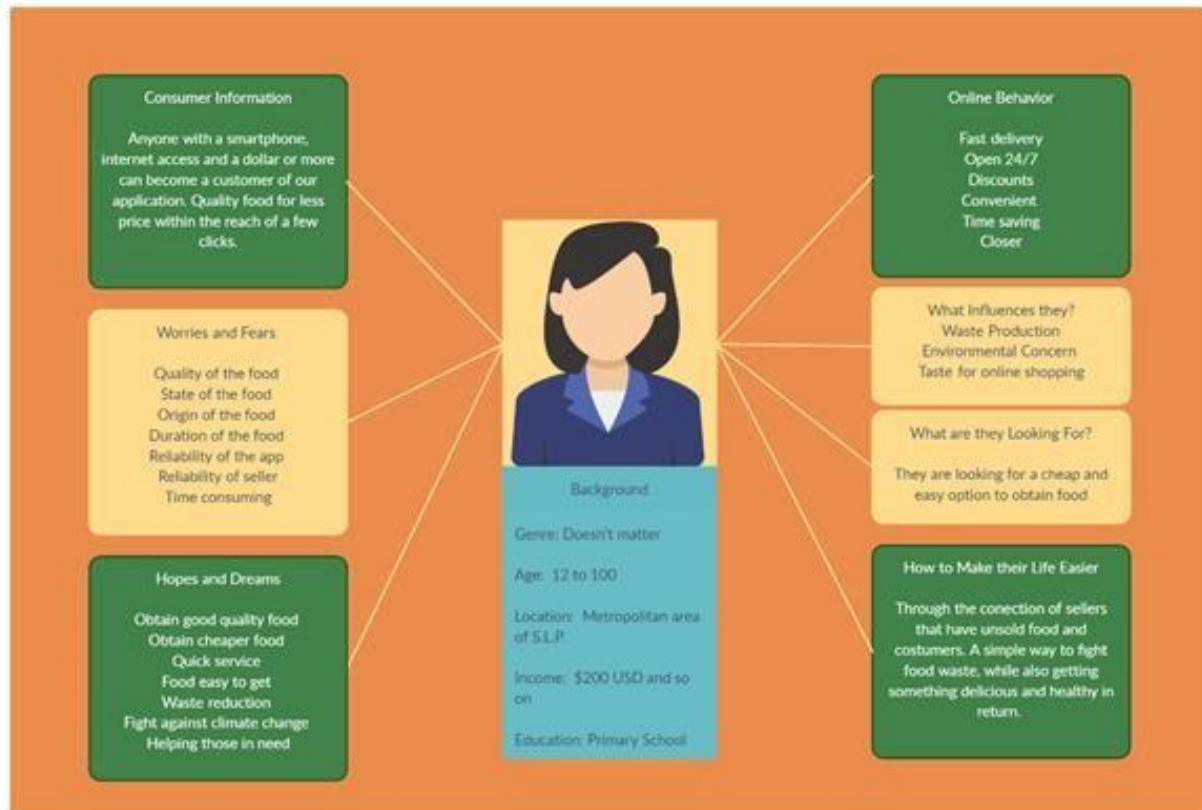 Consumer Information
Anyone with a smartphone,
internet access and a dollar or more
can become a customer of our
application. Quality food for less
price within the reach of a few
clicks.
Worries and Fears
Quality of the food
State of the food
Origin of the food
Duration of the food
Reliability of the app
Reliability of seller
Time consuming
Hopes and Dreams
Obtain good quality food
Obtain cheaper food
Quick service
Food easy to get
Waste reduction
Fight against climate change
Helping those in need
Background
Genre: Doesn't matter
Age: 12 to 100
Location: Metropolitan area
of S.L.P.
Income: $200 USD and so
on
Education: Primary School
Online Behavior
Fast delivery
Open 24/7
Discounts
Convenient
Time saving
Closer
What Influences they?
Waste Production
Environmental Concern
Taste for online shopping
What are they Looking For?
They are looking for a cheap and
easy option to obtain food
How to Make their Life Easier
Through the conection of sellers
that have unsold food and
costumers. A simple way to fight
food waste, while also getting
something delicious and healthy in
return.